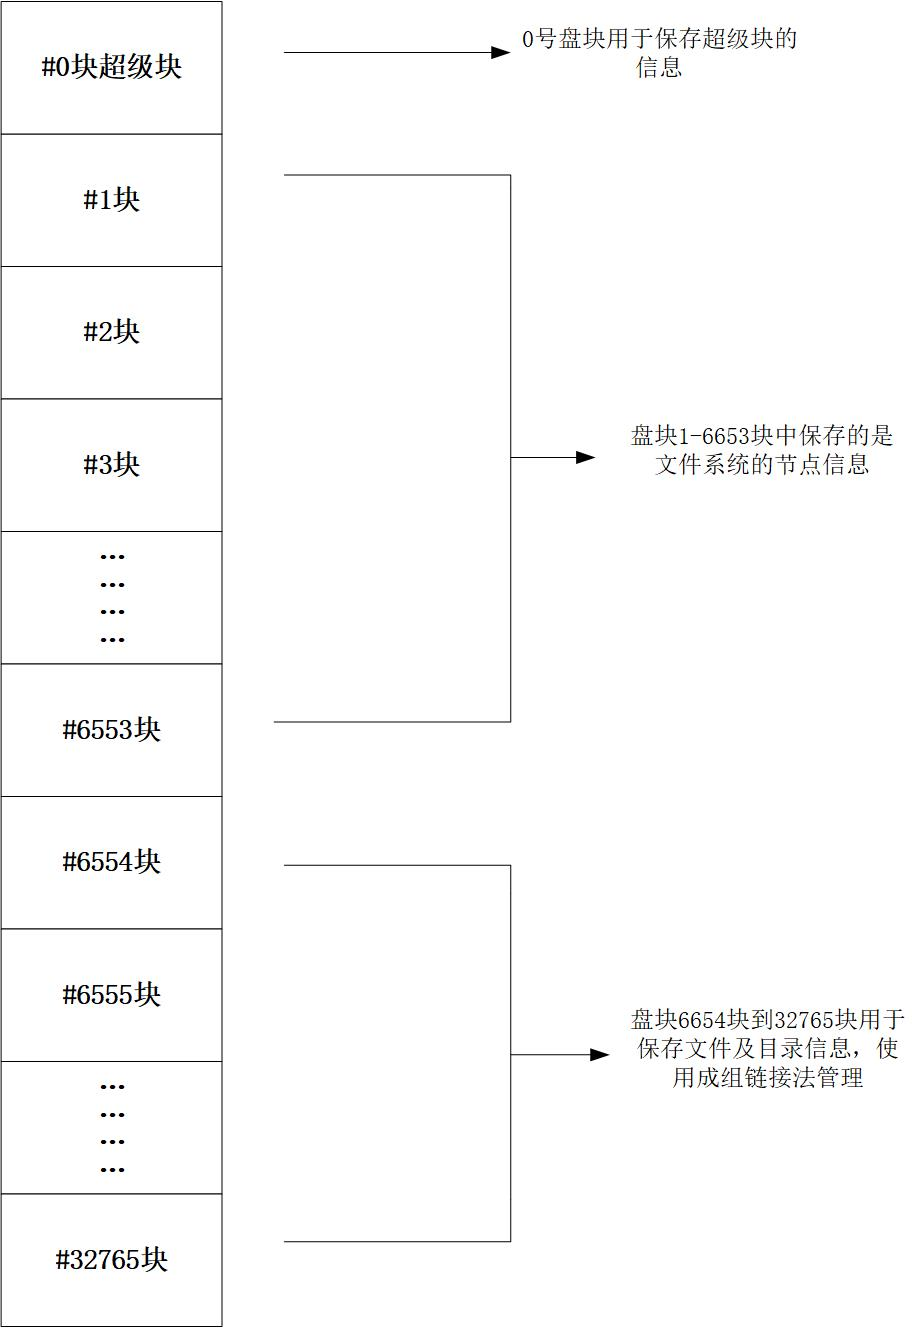 #0块超级块
0号盘块用于保存超级块的
信息
#1块
#2块
#3块
盘块1-6653块中保存的是
文件系统的节点信息
...
...
...
...
#6553块
#6554块
#6555块
盘块6654块到32765块用于
保存文件及目录信息，使
用成组链接法管理
...
...
...
...
#32765块